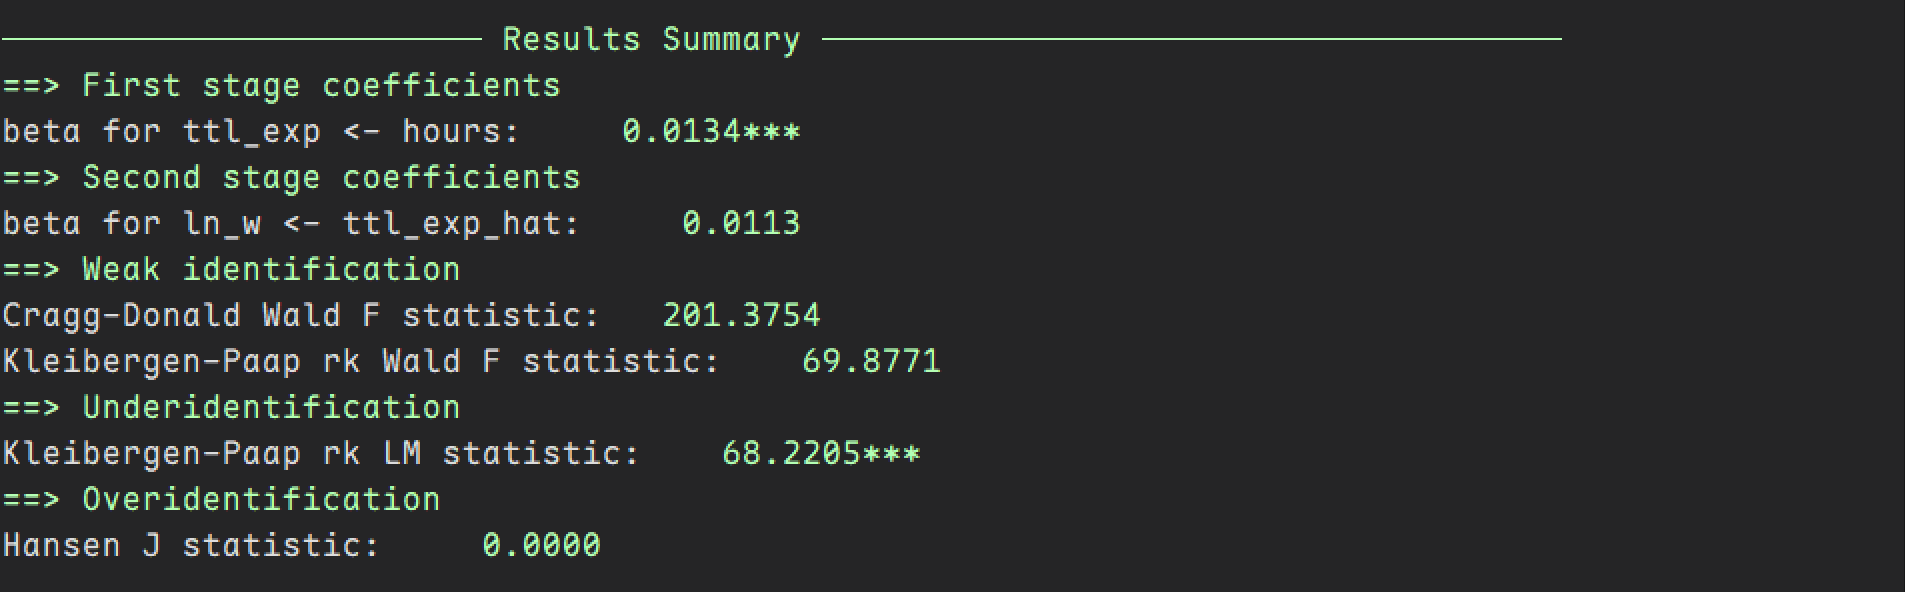 Results Summary
==> First stage coefficients
beta for ttl_exp <- hours: 0.0134***
==> Second stage coefficients
beta for ln_w <- ttl_exp_hat: 0.0113
==> Weak identification
Cragg-Donald Wald F statistic: 201.3754
Kleibergen-Paap rk Wald F statistic: 69.8771
==> Underidentification
Kleibergen-Paap rk LM statistic: 68.2205***
==> Overidentification
Hansen J statistic: 0.0000